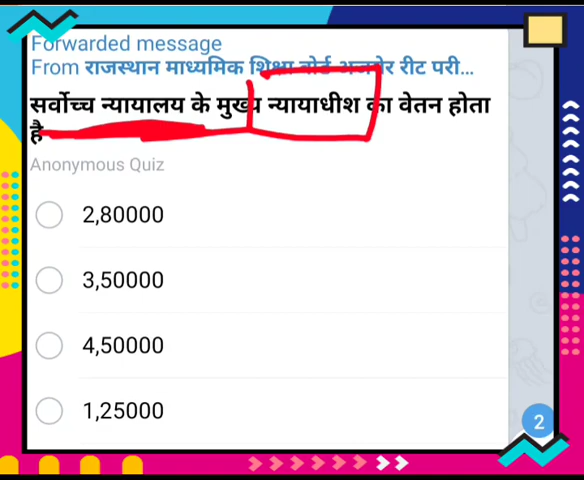 Forwarded message
From राजस्थान माध्यमिक शिक्षा बोर्ड अजमेर रीट परी...
सर्वोच्च न्यायालय के मुख्य न्यायाधीश का वेतन होता
है
Anonymous Quiz
2,80000
3,50000
4,50000
1,25000
2